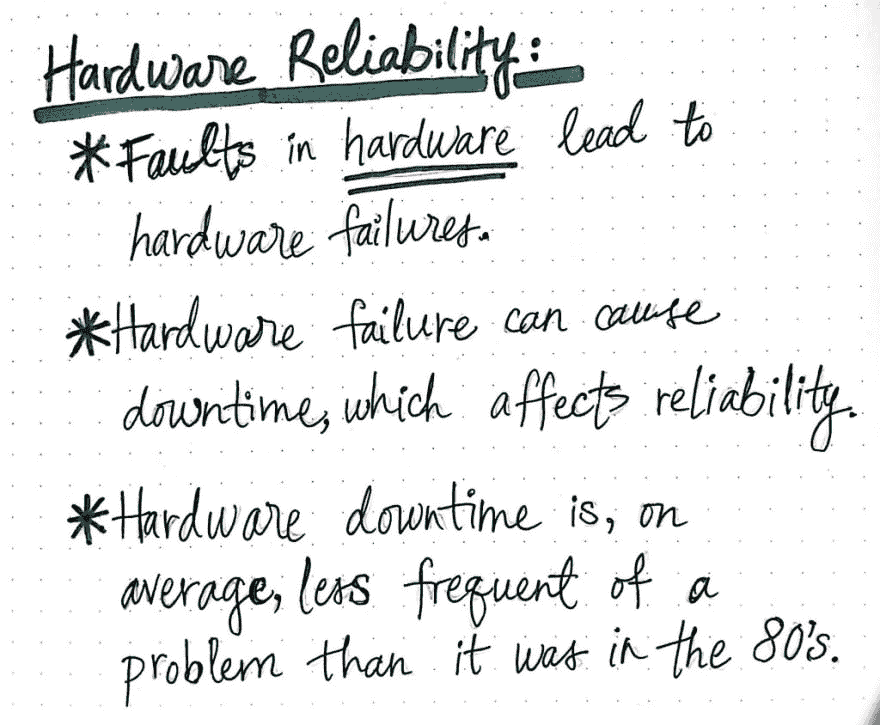 Hardware Reliability:
* Faults in hardware lead to
hardware failures.
* Hardware failure can cause
downtime, which affects reliability.
* Hardware downtime is, on
average, less frequent of a
problem than it was in the 80's.